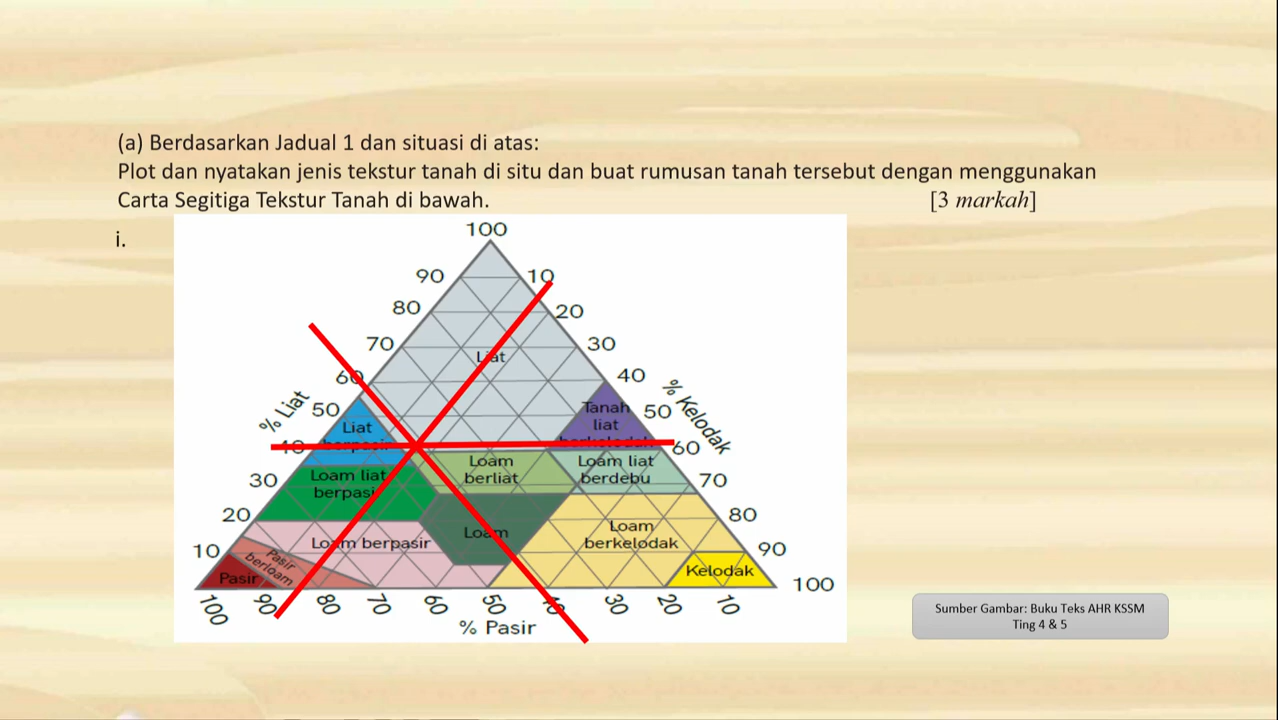 (a) Berdasarkan Jadual 1 dan situasi di atas:
Plot dan nyatakan jenis tekstur tanah di situ dan buat rumusan tanah tersebut dengan menggunakan
Carta Segitiga Tekstur Tanah di bawah. [3 markah]
i.
100
90 10
80 20
70 Liat 30
60 40
% Liat 50 Liat berpasir Tanah liat berkelodak 50 % Kelodak
40 60
30 Loam liat berpasir Loam berliat Loam liat berdebu 70
20 Loam Loam berkelodak 80
10 Pasir berloam Loam berpasir 90
Pasir Kelodak 100
100 90 80 70 60 50 40 30 20 10
% Pasir
Sumber Gambar: Buku Teks AHR KSSM
Ting 4 & 5